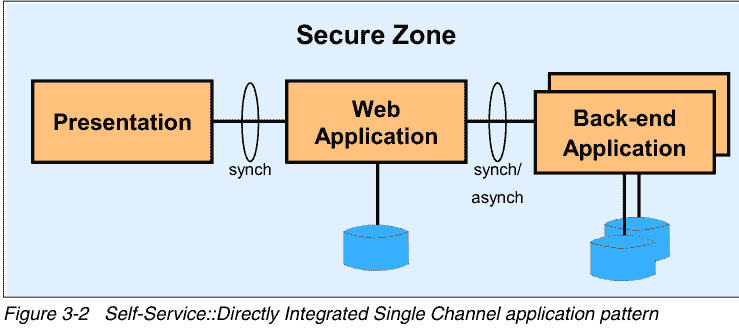 Secure Zone
Presentation
synch
Web
Application
synch/
asynch
Back-end
Application
Figure 3-2 Self-Service::Directly Integrated Single Channel application pattern